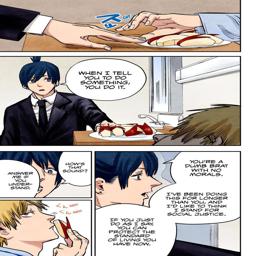 ズッ
WHEN I TELL
YOU TO DO
SOMETHING,
YOU DO IT.
YOU'RE A
DUMB BRAT
WITH NO
MORALS.
I'VE BEEN DOING
THIS FOR LONGER
THAN YOU AND
I'D LIKE TO THINK
I STAND FOR
SOCIAL JUSTICE.
IF YOU JUST
DO AS I SAY,
YOU CAN
PROTECT THE
STANDARD
OF LIVING YOU
HAVE NOW.
HOW'S
THAT
SOUND?
ANSWER
ME IF YOU
UNDER-
STAND.